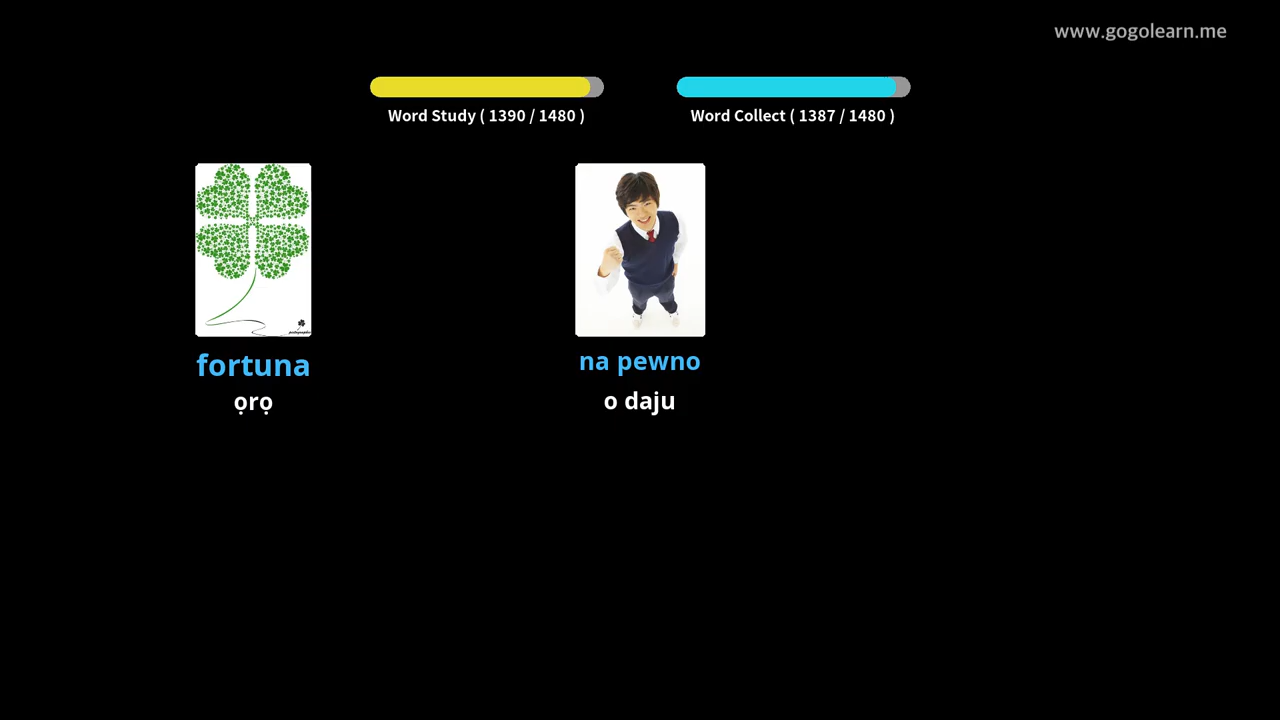 www.gogolearn.me
Word Study ( 1390 / 1480 )
Word Collect ( 1387 / 1480 )
fortuna
ọrọ
na pewno
o daju